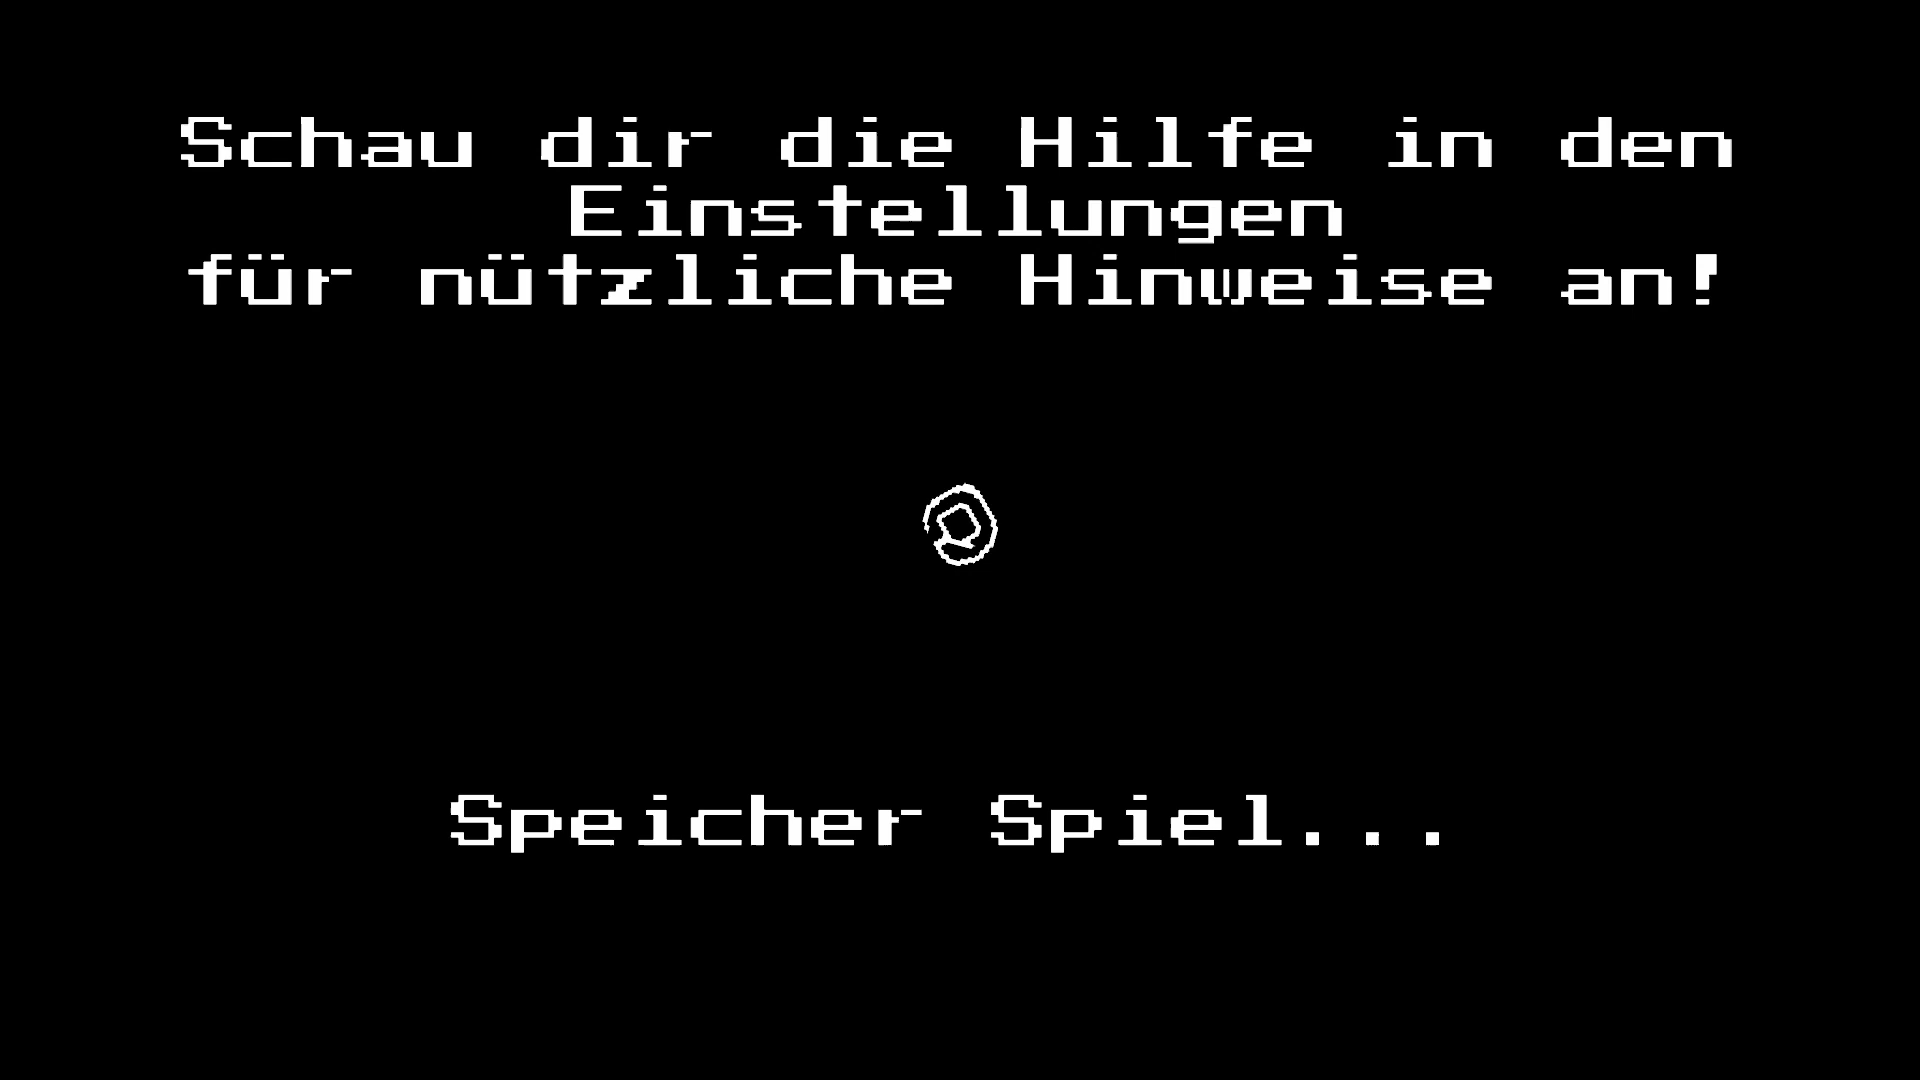 Schau dir die Hilfe in den
Einstellungen
für nützliche Hinweise an!
@
Speicher Spiel...